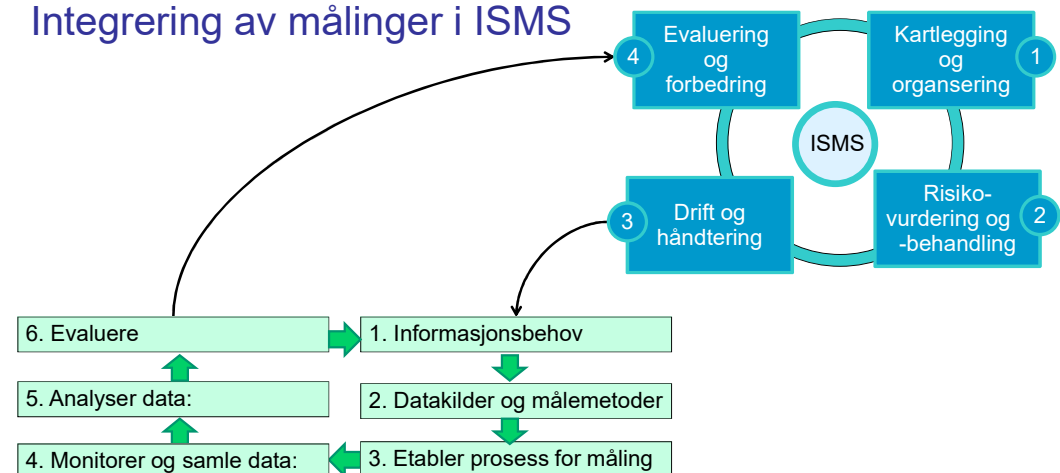 Integrering av målinger i ISMS
4
Evaluering
og
forbedring
Kartlegging
og
organsering
1
ISMS
3
Drift og
håndtering
Risiko-
vurdering og
-behandling
2
6. Evaluere
1. Informasjonsbehov
5. Analyser data:
2. Datakilder og målemetoder
4. Monitorer og samle data:
3. Etabler prosess for måling